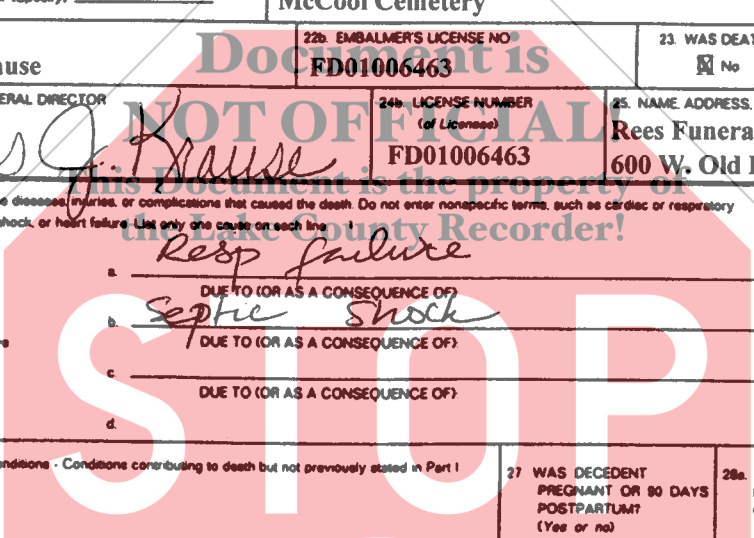 McCool Cemetery
22b. EMBALMER'S LICENSE NO
23. WAS DEAT
Document is
ause
FD01006463
No
ERAL DIRECTOR
24b. LICENSE NUMBER
25. NAME, ADDRESS,
(of Licensee)
NOT OFFICIAL!
Rees Funera
s J. Krause
FD01006463
600 W. Old
This Document is the property of
e diseases, injuries, or complications that caused the death. Do not enter nonspecific terms, such as cardiac or respiratory
shock, or heart failure. List only one cause on each line
the Lake County Recorder!
a. Resp failure
DUE TO (OR AS A CONSEQUENCE OF):
b. Septic Shock
DUE TO (OR AS A CONSEQUENCE OF):
c.
DUE TO (OR AS A CONSEQUENCE OF):
d.
STOP
onditions - Conditions contributing to death but not previously stated in Part I
27 WAS DECEDENT
28a.
PREGNANT OR 90 DAYS
POSTPARTUM?
(Yes or no)